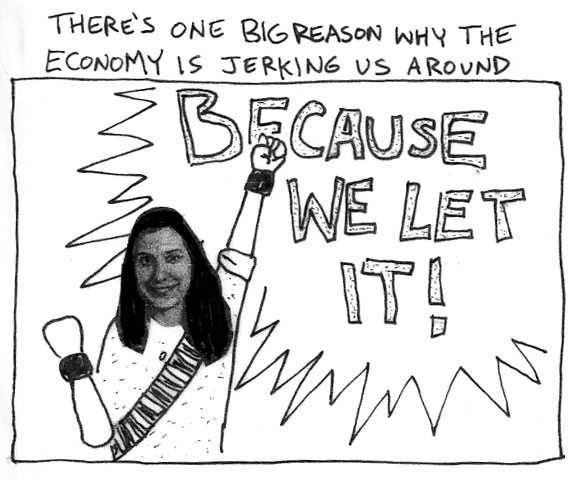 THERE'S ONE BIG REASON WHY THE
ECONOMY IS JERKING US AROUND
BECAUSE
WE LET
IT!